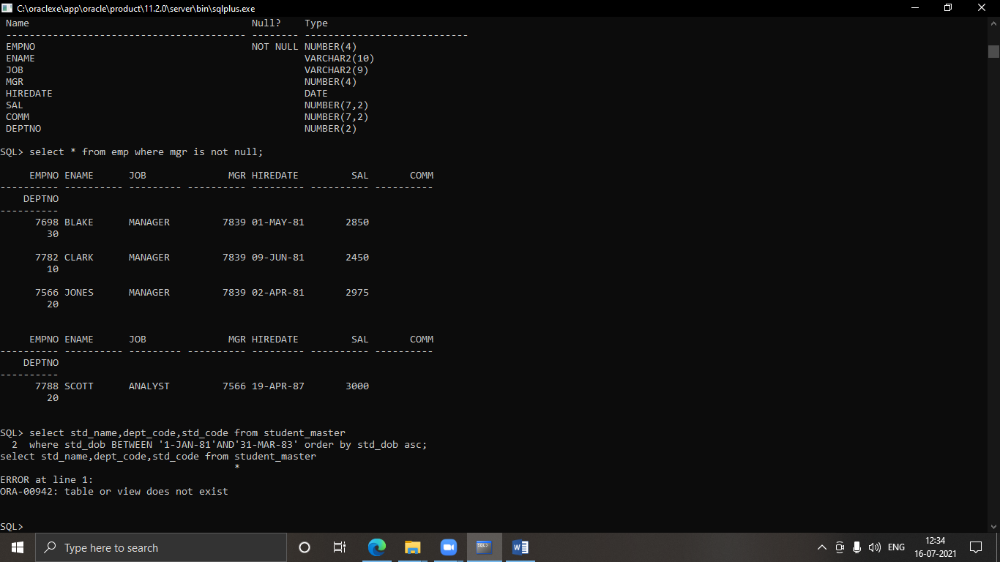 C:\oraclexe\app\oracle\product\11.2.0\server\bin\sqlplus.exe
 Name                                      Null?    Type
 ----------------------------------------- -------- ----------------------------
 EMPNO                                     NOT NULL NUMBER(4)
 ENAME                                              VARCHAR2(10)
 JOB                                                VARCHAR2(9)
 MGR                                                NUMBER(4)
 HIREDATE                                           DATE
 SAL                                                NUMBER(7,2)
 COMM                                               NUMBER(7,2)
 DEPTNO                                             NUMBER(2)
SQL> select * from emp where mgr is not null;
     EMPNO ENAME      JOB              MGR HIREDATE         SAL       COMM
---------- ---------- --------- ---------- --------- ---------- ----------
    DEPTNO
----------
      7698 BLAKE      MANAGER         7839 01-MAY-81       2850
        30
      7782 CLARK      MANAGER         7839 09-JUN-81       2450
        10
      7566 JONES      MANAGER         7839 02-APR-81       2975
        20
     EMPNO ENAME      JOB              MGR HIREDATE         SAL       COMM
---------- ---------- --------- ---------- --------- ---------- ----------
    DEPTNO
----------
      7788 SCOTT      ANALYST         7566 19-APR-87       3000
        20
SQL> select std_name,dept_code,std_code from student_master
  2  where std_dob BETWEEN '1-JAN-81'AND'31-MAR-83' order by std_dob asc;
select std_name,dept_code,std_code from student_master
                                        *
ERROR at line 1:
ORA-00942: table or view does not exist
SQL>
Type here to search
SQL>
W
ENG
12:34
16-07-2021